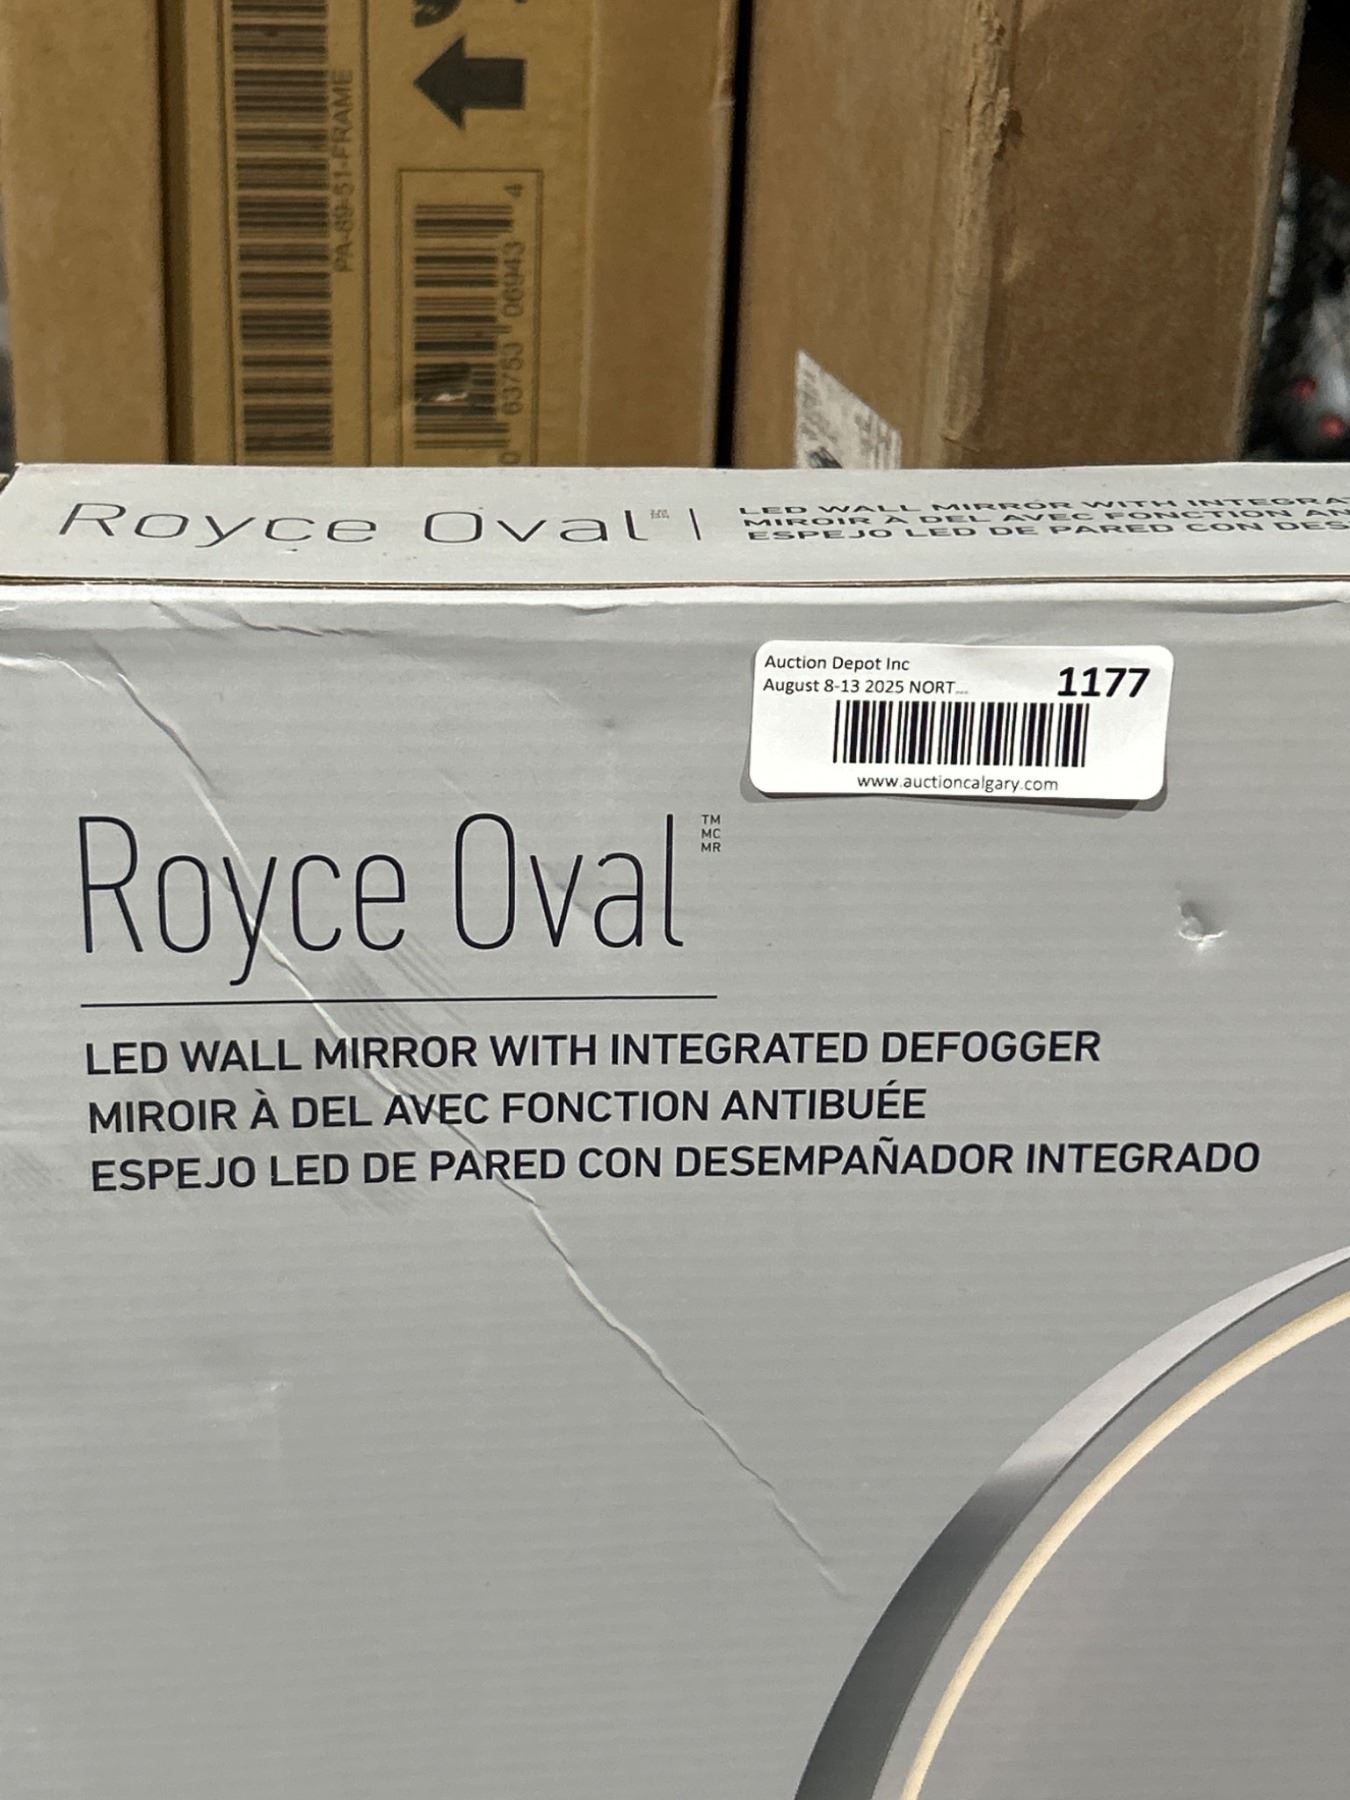 PA-89-51-FRAME
0 63753 06943 4
Royce Oval
LED WALL MIRROR WITH
MIROIR À DEL AVEC FONCTION
ESPEJO LED DE PARED CON
Auction Depot Inc
August 8-13 2025 NORT...
1177
www.auctioncalgary.com
Royce Oval TM
MC
MR
LED WALL MIRROR WITH INTEGRATED DEFOGGER
MIROIR À DEL AVEC FONCTION ANTIBUÉE
ESPEJO LED DE PARED CON DESEMPAÑADOR INTEGRADO